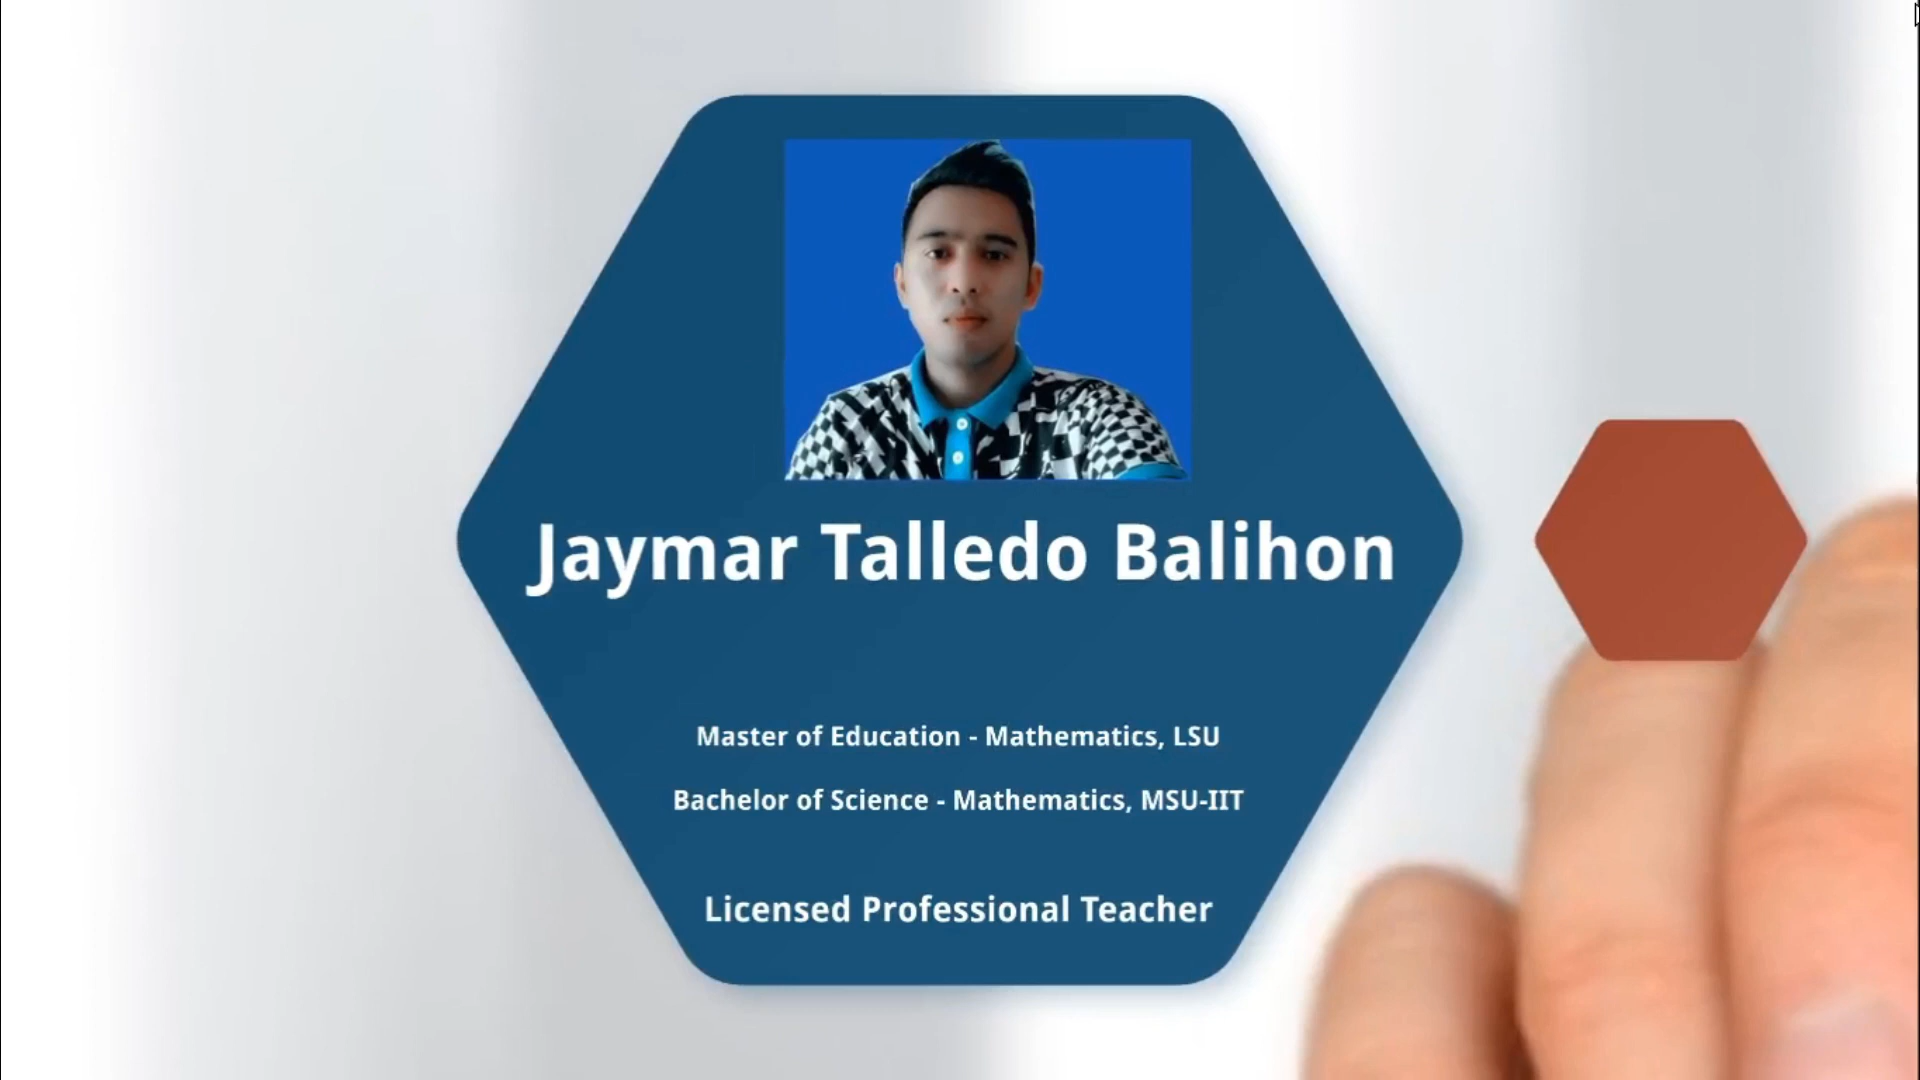 Jaymar Talledo Balihon
Master of Education - Mathematics, LSU
Bachelor of Science - Mathematics, MSU-IIT
Licensed Professional Teacher